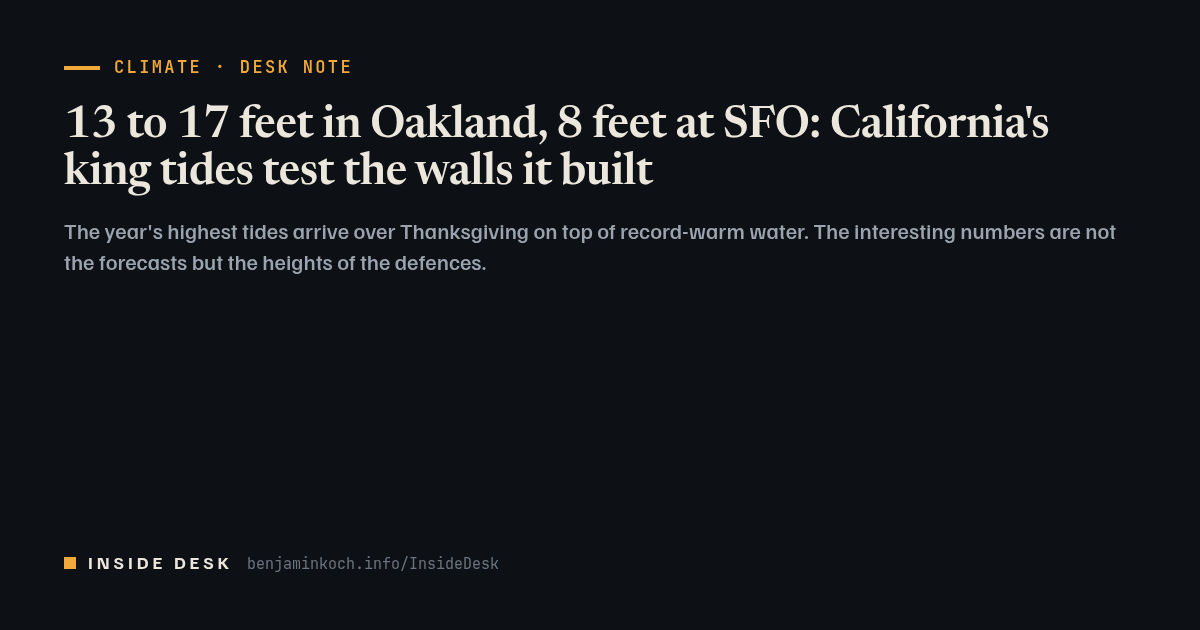 CLIMATE · DESK NOTE
13 to 17 feet in Oakland, 8 feet at SFO: California's
king tides test the walls it built
The year's highest tides arrive over Thanksgiving on top of record-warm water. The interesting numbers are not
the forecasts but the heights of the defences.
INSIDE DESK benjaminkoch.info/InsideDesk